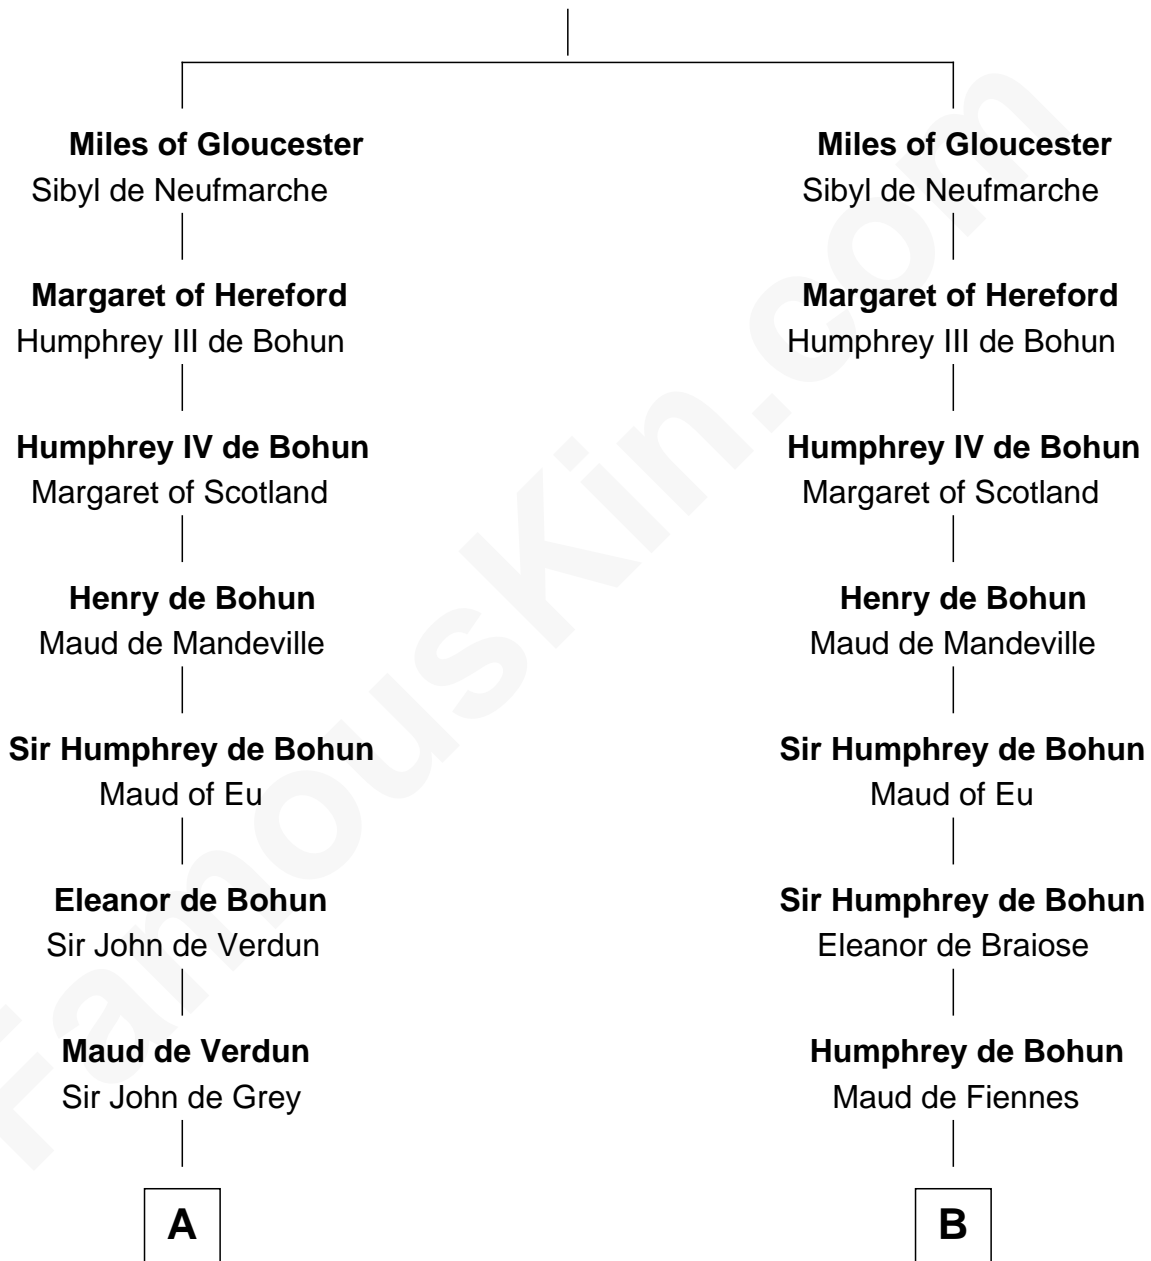 Miles of Gloucester
Sibyl de Neufmarche
Margaret of Hereford
Humphrey III de Bohun
Humphrey IV de Bohun
Margaret of Scotland
Henry de Bohun
Maud de Mandeville
Sir Humphrey de Bohun
Maud of Eu
Eleanor de Bohun
Sir John de Verdun
Maud de Verdun
Sir John de Grey
A
Miles of Gloucester
Sibyl de Neufmarche
Margaret of Hereford
Humphrey III de Bohun
Humphrey IV de Bohun
Margaret of Scotland
Henry de Bohun
Maud de Mandeville
Sir Humphrey de Bohun
Maud of Eu
Sir Humphrey de Bohun
Eleanor de Braiose
Humphrey de Bohun
Maud de Fiennes
B
FamousKin.com